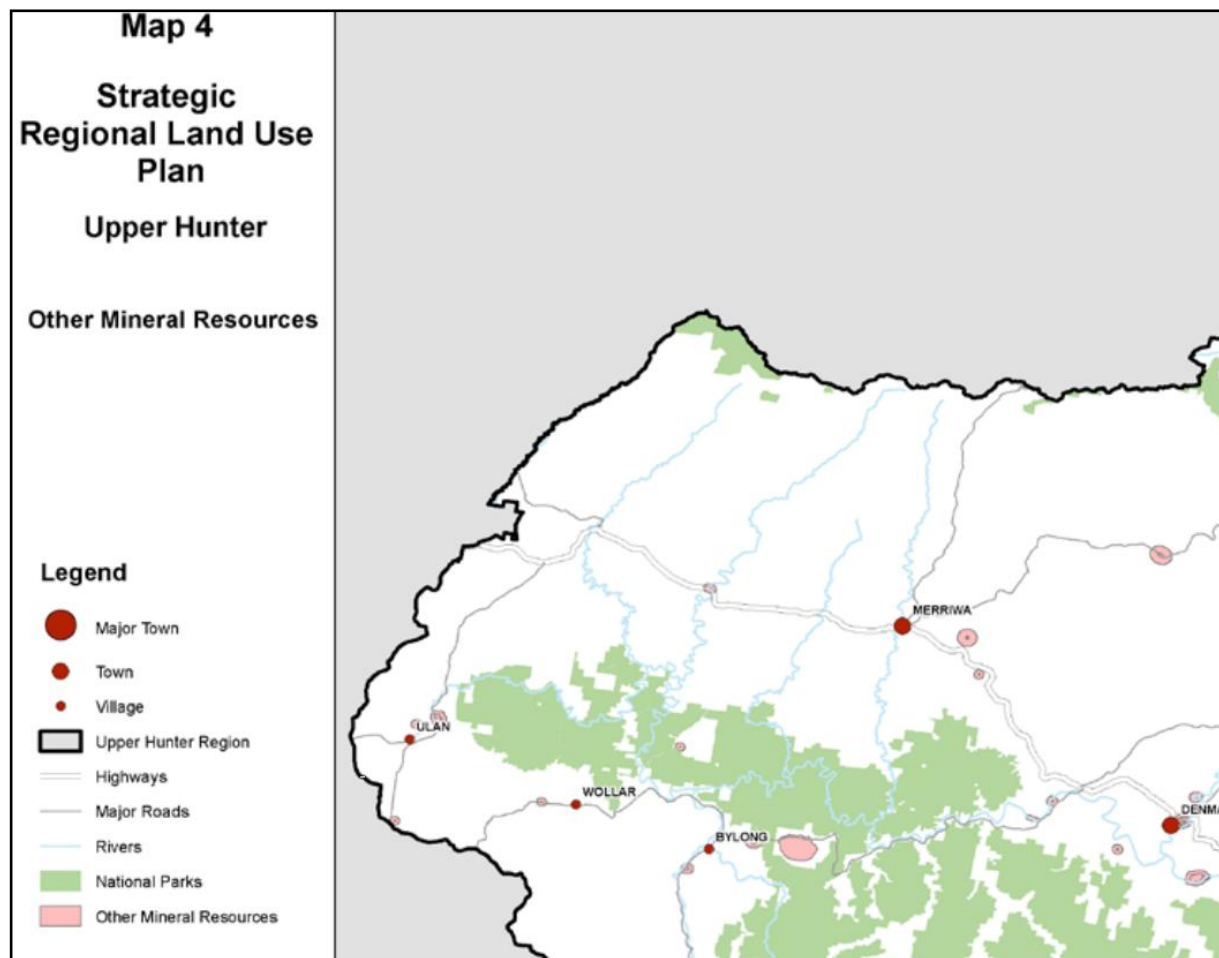 Map 4
Strategic
Regional Land Use
Plan
Upper Hunter
Other Mineral Resources
Legend
Major Town
Town
Village
Upper Hunter Region
Highways
Major Roads
Rivers
National Parks
Other Mineral Resources
MERRIWA
ULAN
WOLLAR
DENMA
BYLONG